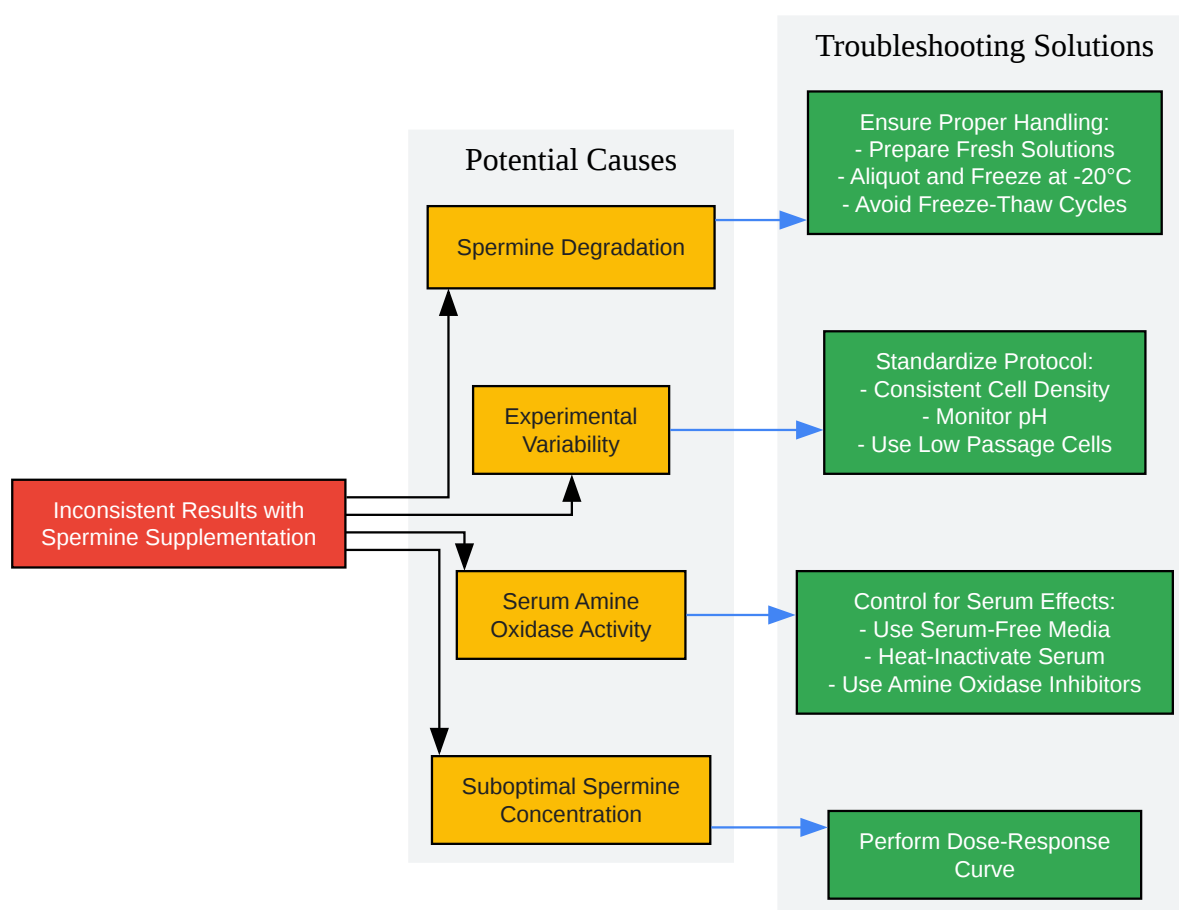 Troubleshooting Solutions
Potential Causes
Ensure Proper Handling:
- Prepare Fresh Solutions
- Aliquot and Freeze at -20°C
- Avoid Freeze-Thaw Cycles
Spermine Degradation
Standardize Protocol:
- Consistent Cell Density
- Monitor pH
- Use Low Passage Cells
Experimental
Variability
Inconsistent Results with
Spermine Supplementation
Serum Amine
Oxidase Activity
Control for Serum Effects:
- Use Serum-Free Media
- Heat-Inactivate Serum
- Use Amine Oxidase Inhibitors
Suboptimal Spermine
Concentration
Perform Dose-Response
Curve